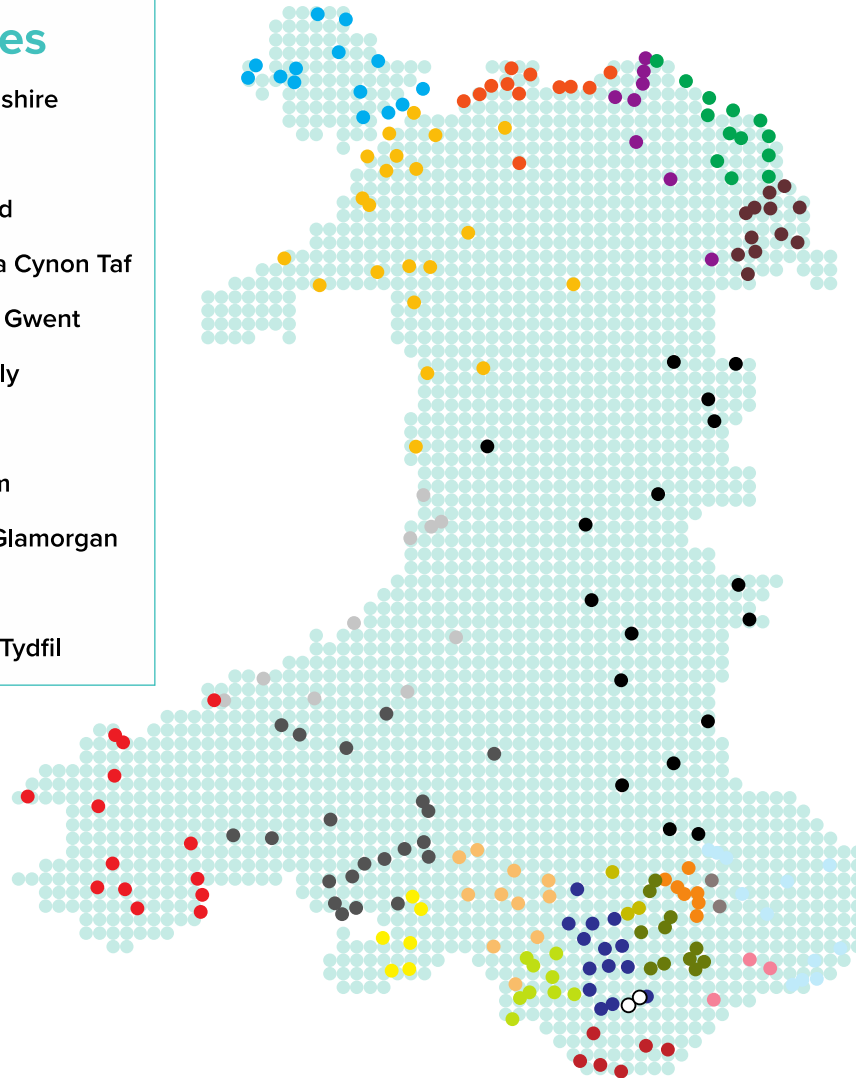 es
shire
d
a Cynon Taf
Gwent
ly
n
Glamorgan
Tydfil